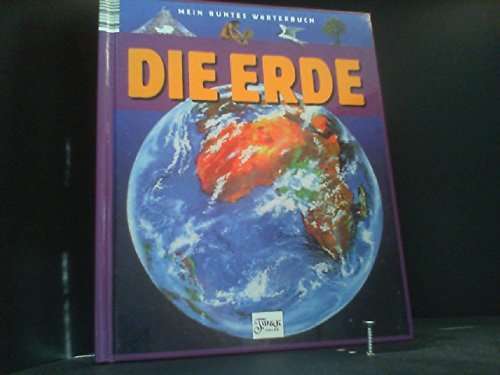 MEIN BUNTES WÖRTERBUCH
DIE ERDE